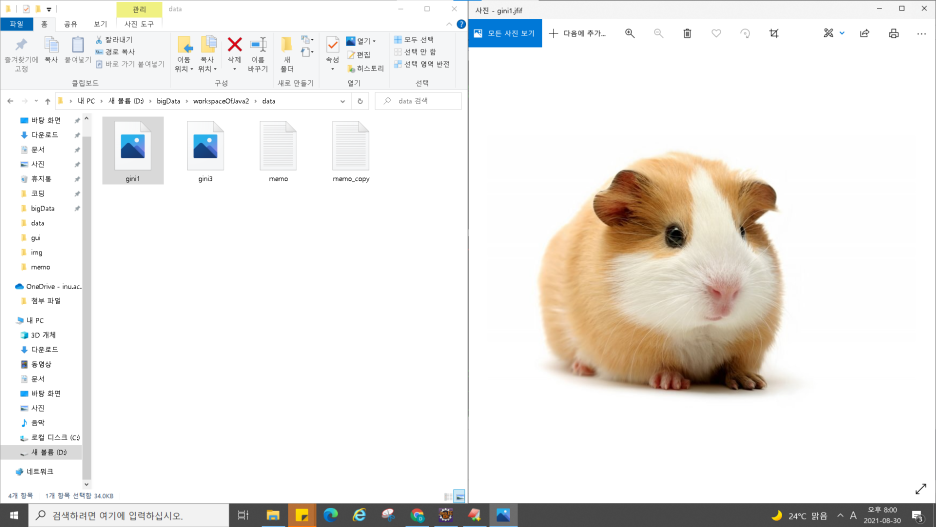 관리
data
파일
홈
공유
보기
사진 도구
즐겨찾기에 고정
복사
붙여넣기
잘라내기
경로 복사
바로 가기 붙여넣기
클립보드
이동 위치
복사 위치
삭제
이름 바꾸기
구성
새 폴더
새로 만들기
속성
열기
편집
히스토리
열기
모두 선택
선택 안 함
선택 영역 반전
선택
내 PC > 새 볼륨 (D:) > bigData > workspaceOfJava2 > data
data 검색
바탕 화면
다운로드
문서
사진
휴지통
코딩
bigData
data
gui
img
memo
OneDrive - inu.ac.
첨부 파일
내 PC
3D 개체
다운로드
동영상
문서
바탕 화면
사진
음악
로컬 디스크 (C:)
새 볼륨 (D:)
네트워크
gini1
gini3
memo
memo_copy
4개 항목
1개 항목 선택함 34.0KB
사진 - gini1.jfif
모든 사진 보기
다음에 추가...
검색하려면 여기에 입력하십시오.
24°C 맑음
A
오후 8:00
2021-08-30
3